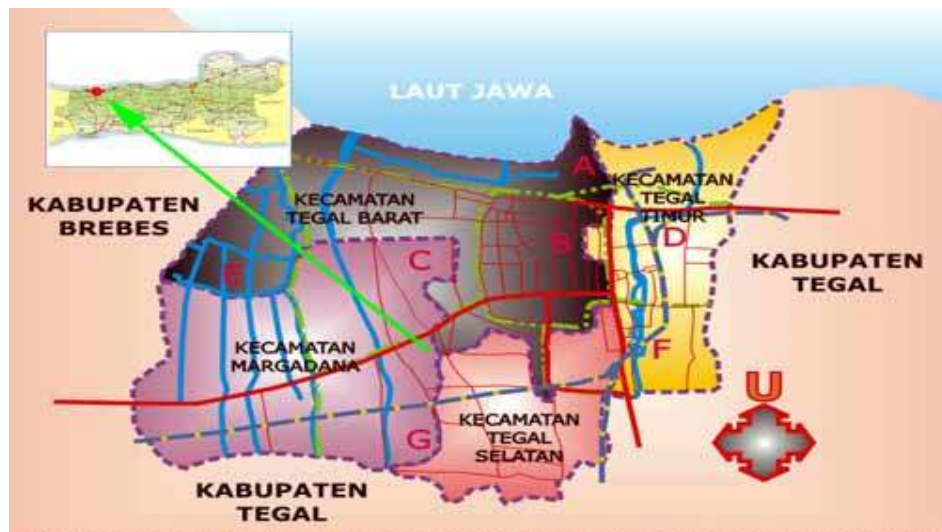 LAUT JAWA
A
KECAMATAN
TEGAL
TIMUR
KABUPATEN
BREBES
KECAMATAN
TEGAL BARAT
B
D
C
E
KABUPATEN
TEGAL
KECAMATAN
MARGADANA
F
U
KECAMATAN
TEGAL
SELATAN
G
KABUPATEN
TEGAL